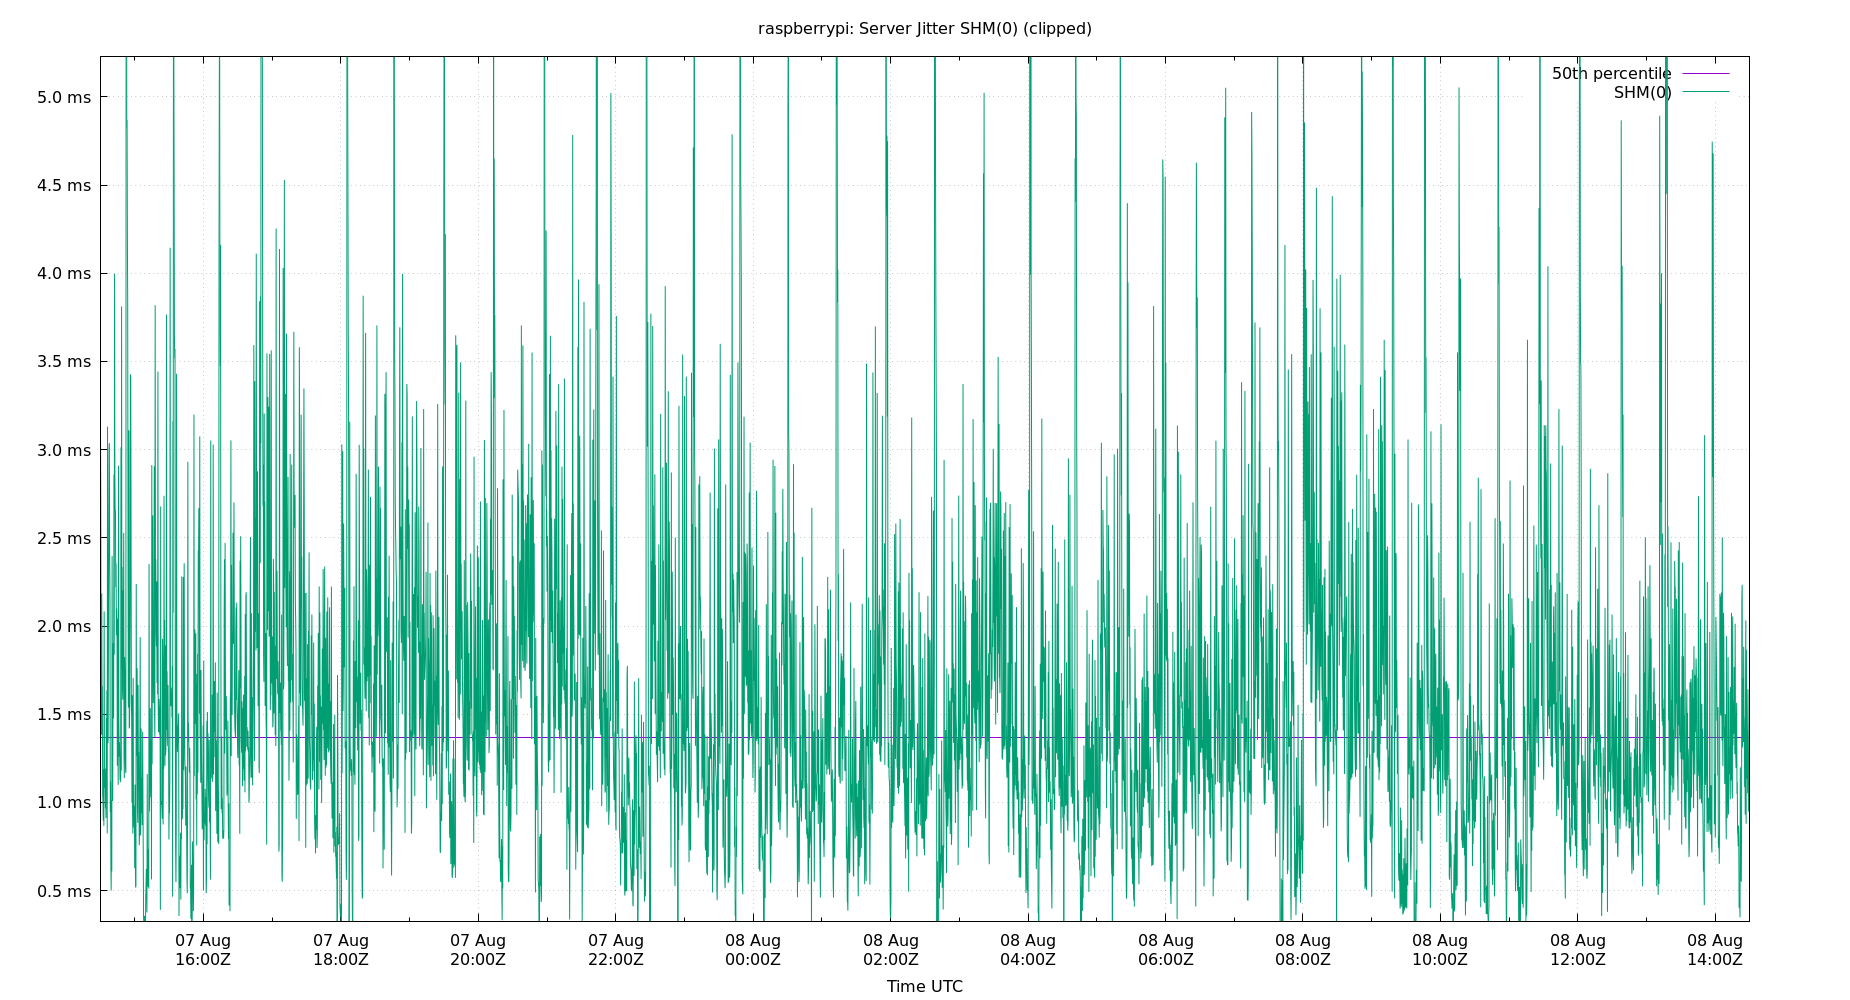 raspberrypi: Server Jitter SHM(0) (clipped)
50th percentile
SHM(0)
5.0 ms
4.5 ms
4.0 ms
3.5 ms
3.0 ms
2.5 ms
2.0 ms
1.5 ms
1.0 ms
0.5 ms
07 Aug 07 Aug 07 Aug 07 Aug 08 Aug 08 Aug 08 Aug 08 Aug 08 Aug 08 Aug 08 Aug 08 Aug
16:00Z 18:00Z 20:00Z 22:00Z 00:00Z 02:00Z 04:00Z 06:00Z 08:00Z 10:00Z 12:00Z 14:00Z
Time UTC